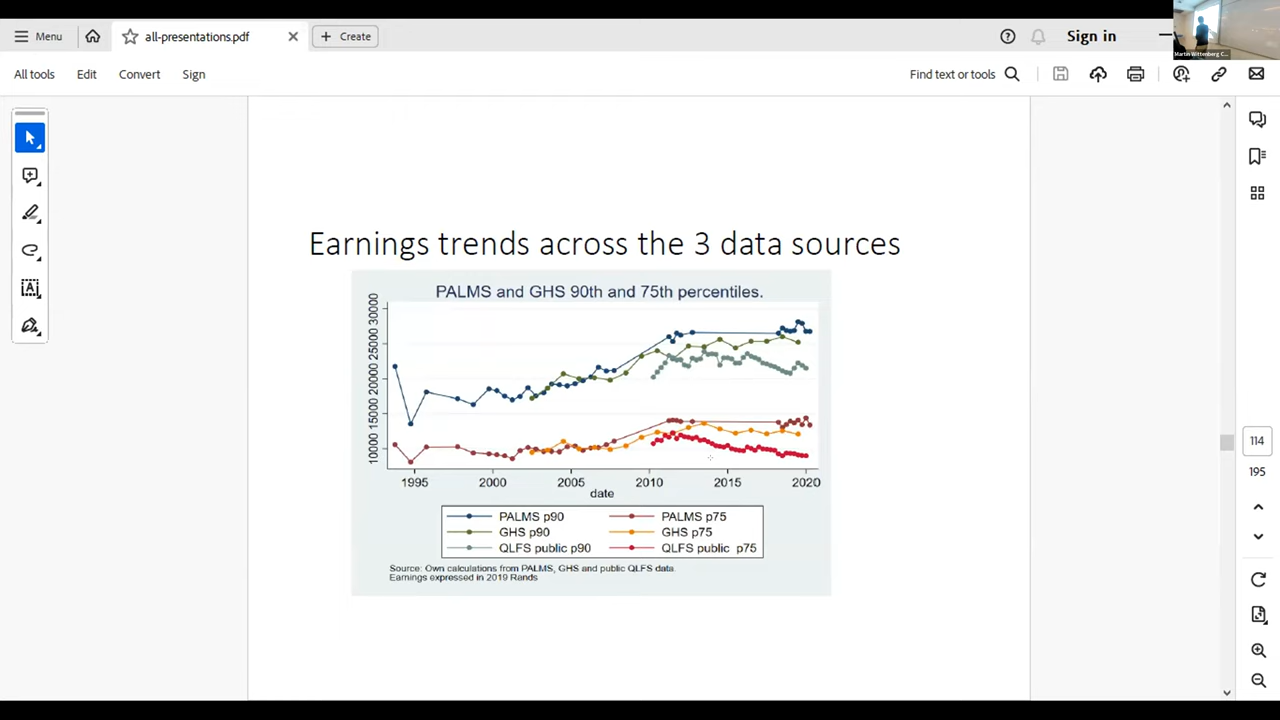 Menu
all-presentations.pdf
Create
Sign in
Martin Wittenberg C...
All tools
Edit
Convert
Sign
Find text or tools
Earnings trends across the 3 data sources
PALMS and GHS 90th and 75th percentiles.
30000
25000
20000
15000
10000
1995
2000
2005
2010
2015
2020
date
PALMS p90
PALMS p75
GHS p90
GHS p75
QLFS public p90
QLFS public p75
Source: Own calculations from PALMS, GHS and public QLFS data.
Earnings expressed in 2019 Rands
114
195